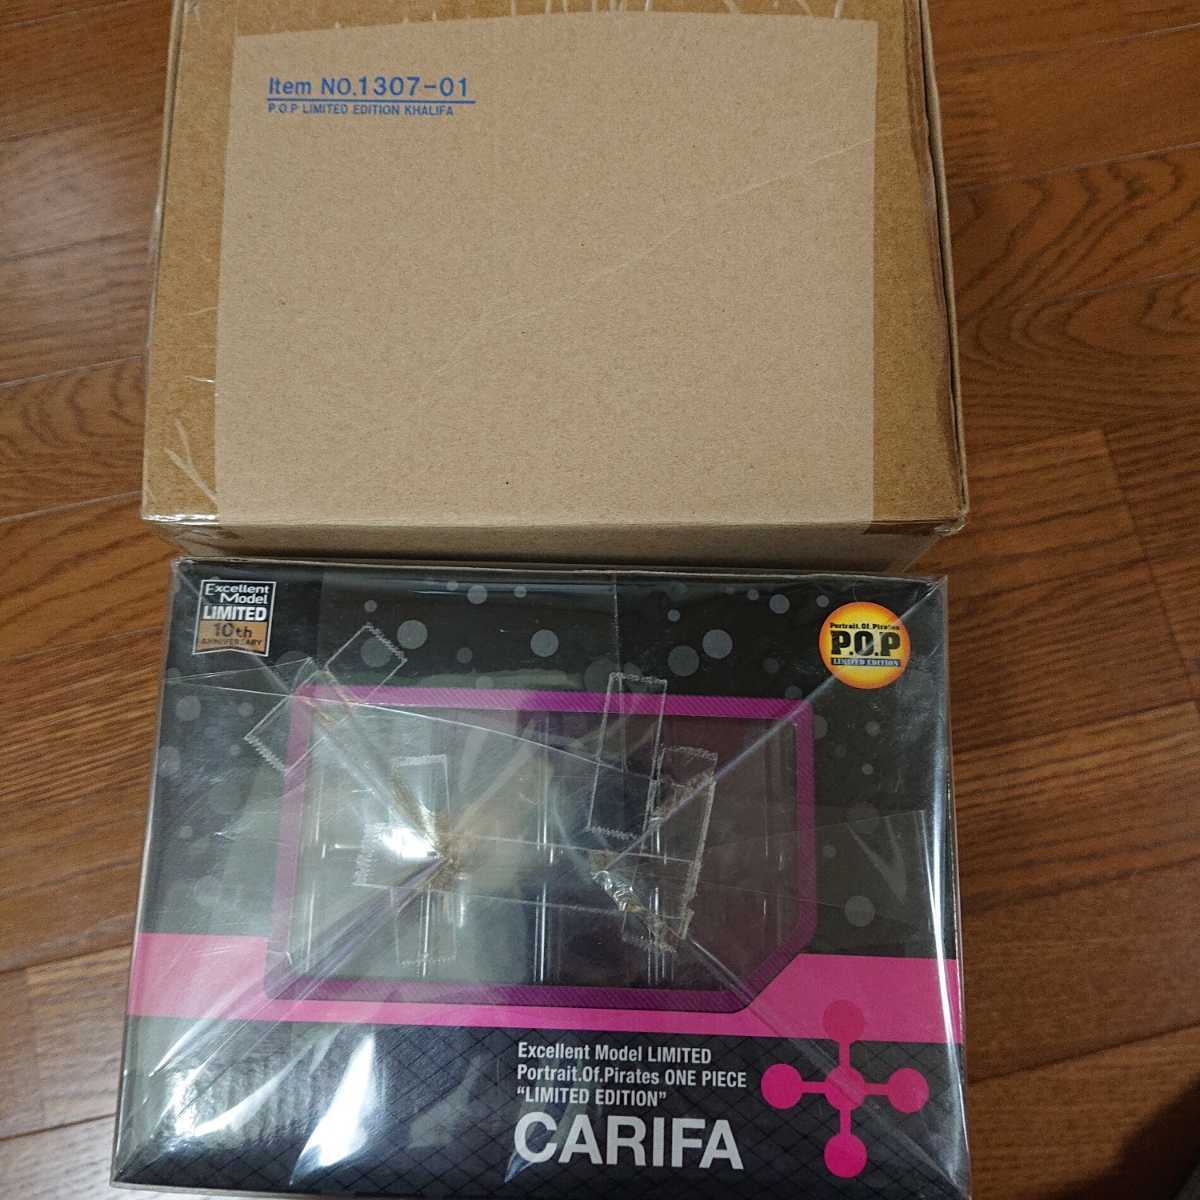 Item NO.1307-01
P.O.P LIMITED EDITION KHALIFA
Excellent
Model
LIMITED
10th
ANNIVERSARY
Portrait.Of.Pirates
P.O.P
LIMITED EDITION
Excellent Model LIMITED
Portrait.Of.Pirates ONE PIECE
“LIMITED EDITION”
CARIFA